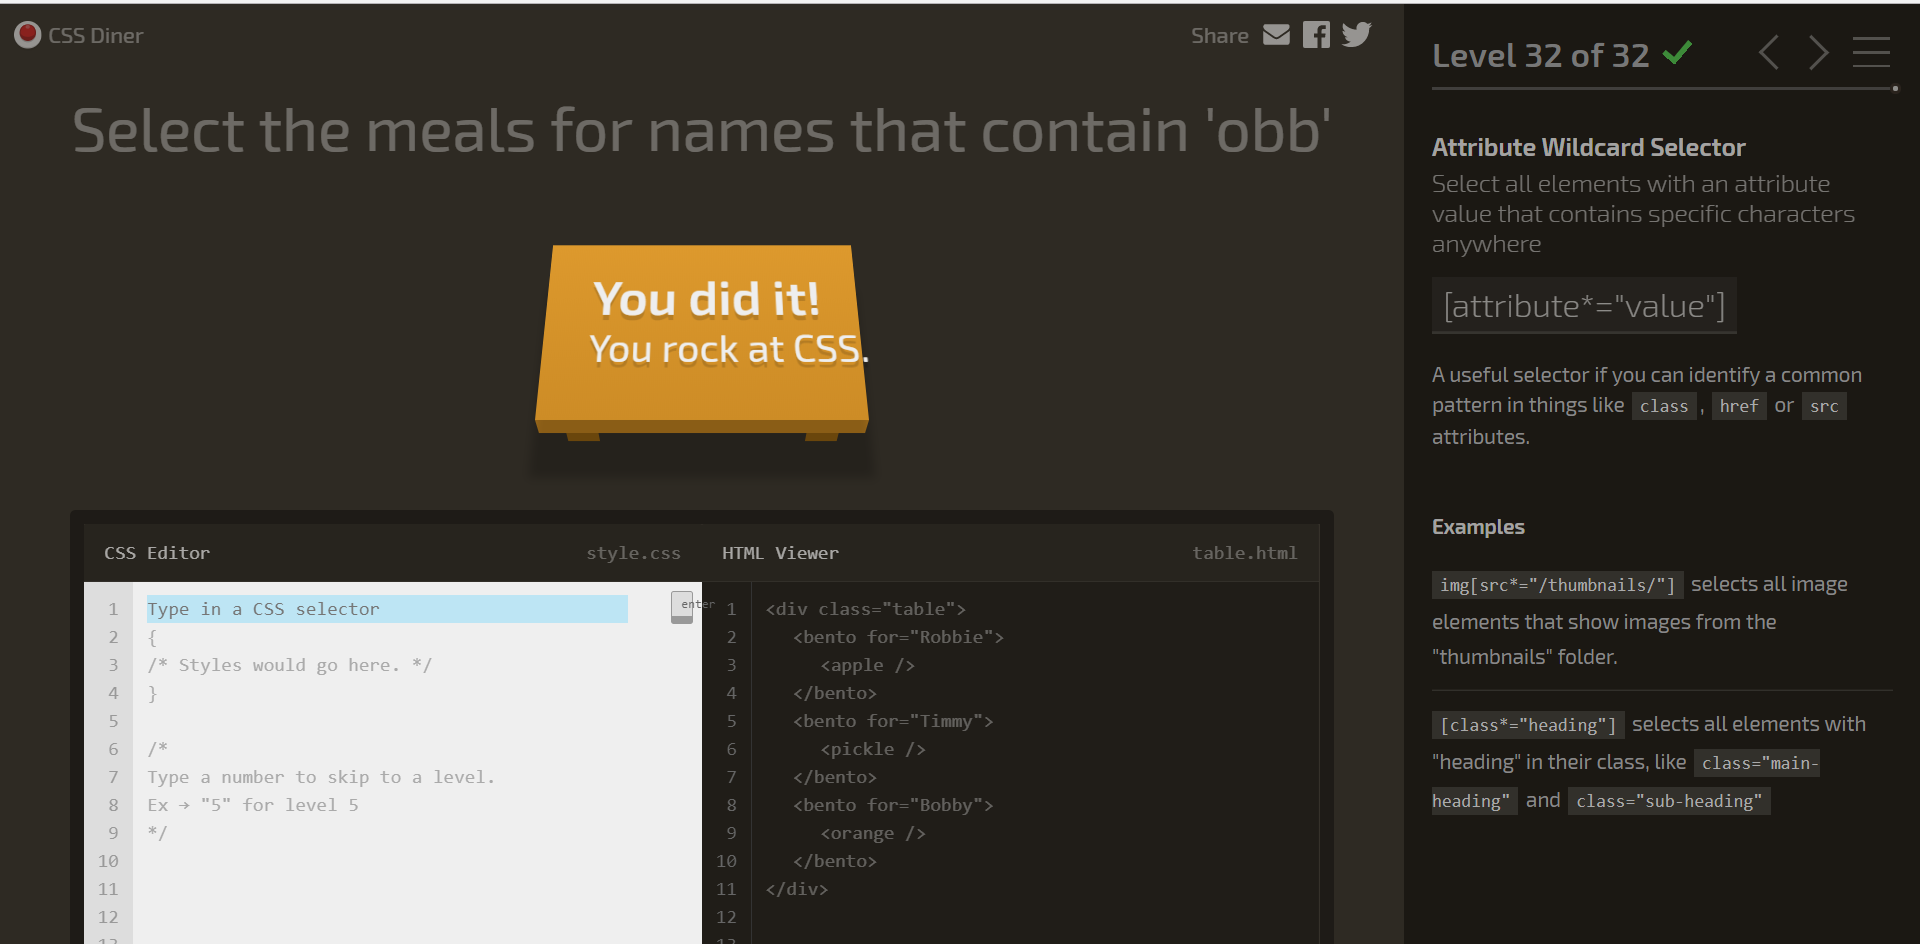 CSS Diner
Share
Select the meals for names that contain 'obb'
You did it!
You rock at CSS.
CSS Editor style.css
1 Type in a CSS selector enter
2 {
3 /* Styles would go here. */
4 }
5
6 /*
7 Type a number to skip to a level.
8 Ex → "5" for level 5
9 */
10
11
12
13
HTML Viewer table.html
1 <div class="table">
2 <bento for="Robbie">
3 <apple />
4 </bento>
5 <bento for="Timmy">
6 <pickle />
7 </bento>
8 <bento for="Bobby">
9 <orange />
10 </bento>
11 </div>
12
13
Level 32 of 32
Attribute Wildcard Selector
Select all elements with an attribute
value that contains specific characters
anywhere
[attribute*="value"]
A useful selector if you can identify a common
pattern in things like class , href or src
attributes.
Examples
img[src*="/thumbnails/"] selects all image
elements that show images from the
"thumbnails" folder.
[class*="heading"] selects all elements with
"heading" in their class, like class="main-
heading" and class="sub-heading"